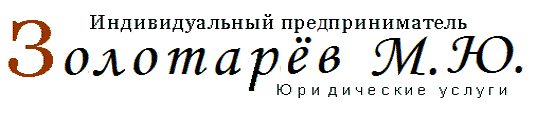 Индивидуальный предприниматель
Золотарёв М.Ю.
Юридические услуги